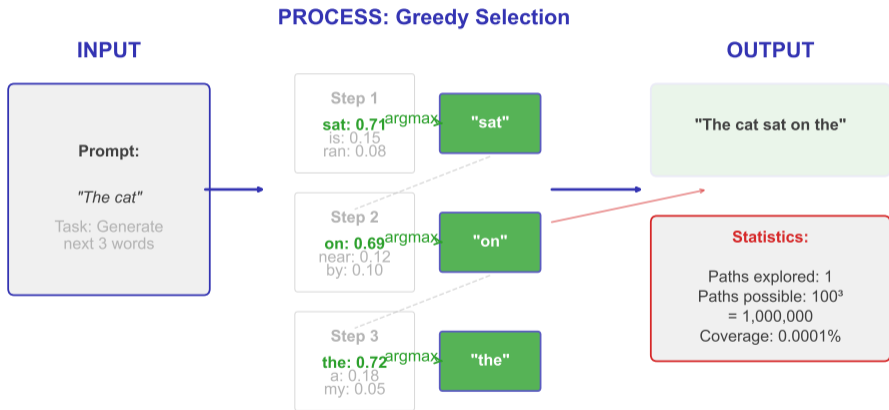 PROCESS: Greedy Selection
INPUT
OUTPUT
Prompt:
"The cat"
Task: Generate
next 3 words
Step 1
sat: 0.71
is: 0.15
ran: 0.08
argmax
"sat"
Step 2
on: 0.69
near: 0.12
by: 0.10
argmax
"on"
Step 3
the: 0.72
a: 0.18
my: 0.05
argmax
"the"
"The cat sat on the"
Statistics:
Paths explored: 1
Paths possible: 100³
= 1,000,000
Coverage: 0.0001%